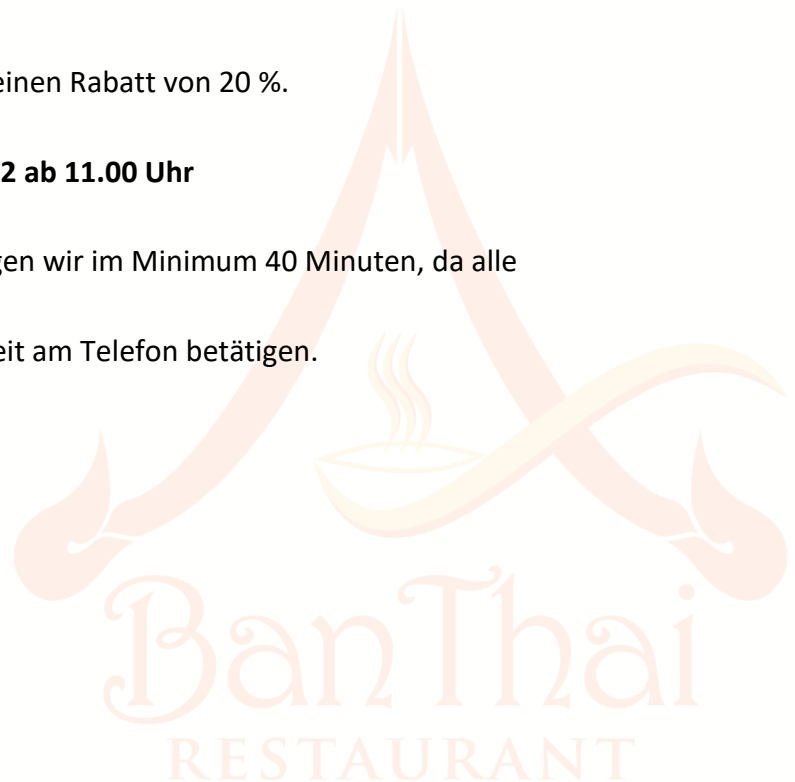 einen Rabatt von 20 %.
2 ab 11.00 Uhr
gen wir im Minimum 40 Minuten, da alle
eit am Telefon betätigen.
BanThai
RESTAURANT